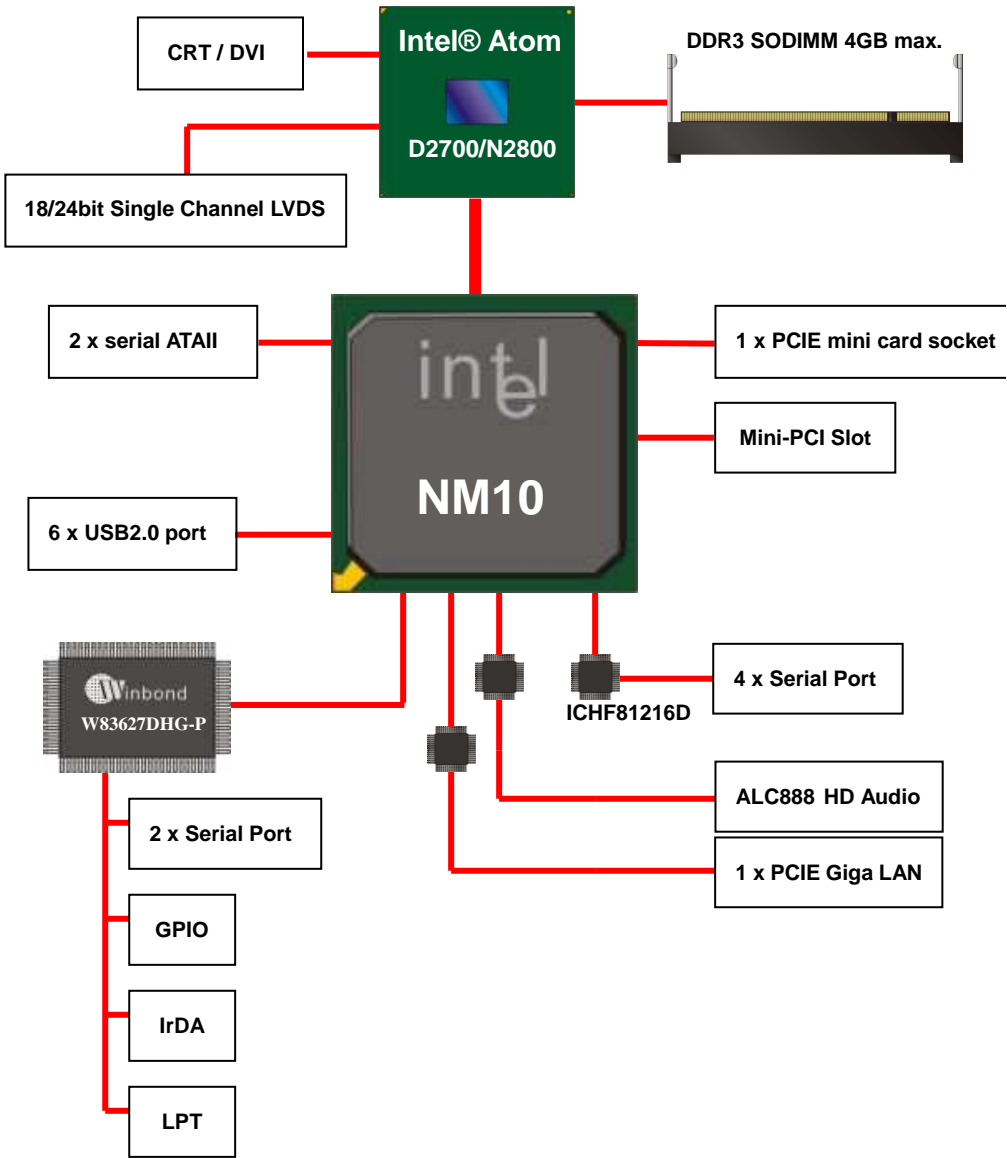 CRT / DVI
Intel® Atom
D2700/N2800
DDR3 SODIMM 4GB max.
18/24bit Single Channel LVDS
2 x serial ATAII
intel
NM10
1 x PCIE mini card socket
Mini-PCI Slot
6 x USB2.0 port
Winbond
W83627DHG-P
ICHF81216D
4 x Serial Port
ALC888 HD Audio
1 x PCIE Giga LAN
2 x Serial Port
GPIO
IrDA
LPT